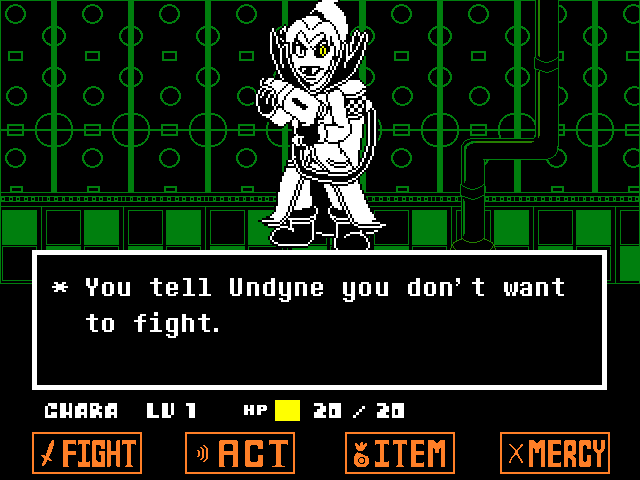 * You tell Undyne you don't want
to fight.
CHARA LV 1 HP 20 / 20
FIGHT ACT ITEM MERCY